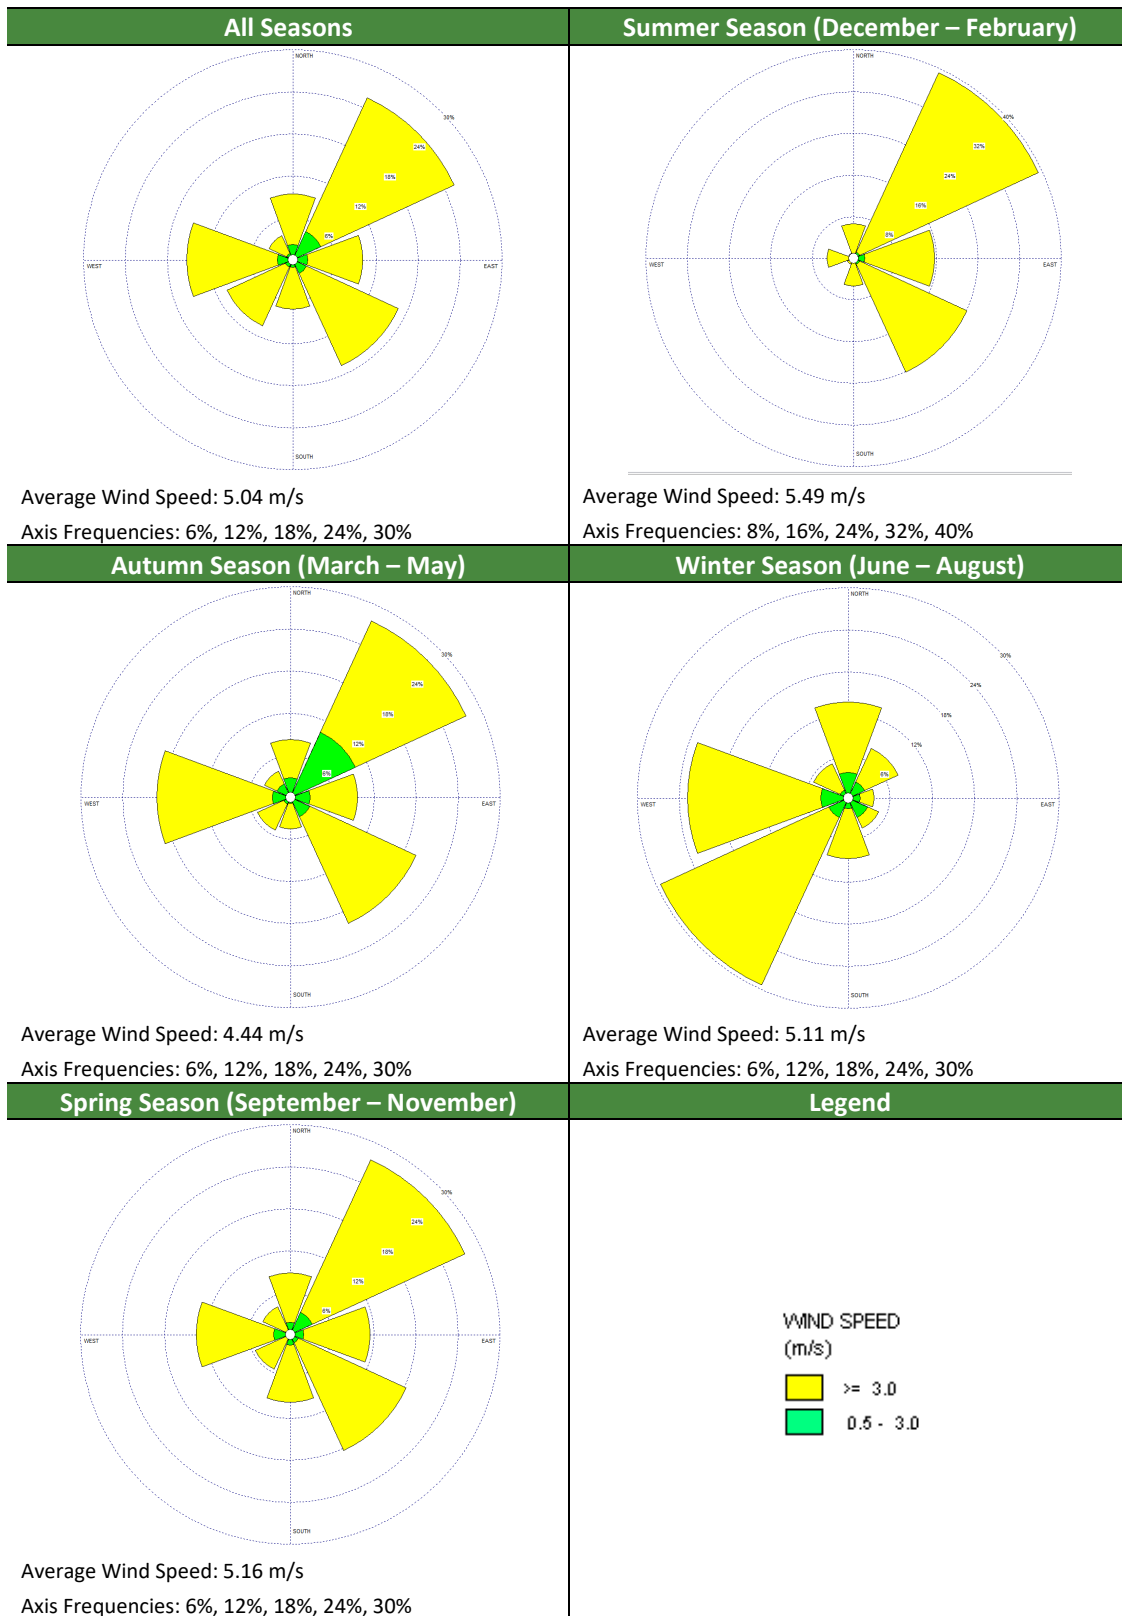 All Seasons
NORTH
30%
24%
18%
12%
6%
WEST
EAST
SOUTH
Average Wind Speed: 5.04 m/s
Axis Frequencies: 6%, 12%, 18%, 24%, 30%
Summer Season (December – February)
NORTH
40%
32%
24%
16%
8%
WEST
EAST
SOUTH
Average Wind Speed: 5.49 m/s
Axis Frequencies: 8%, 16%, 24%, 32%, 40%
Autumn Season (March – May)
NORTH
30%
24%
18%
12%
6%
WEST
EAST
SOUTH
Average Wind Speed: 4.44 m/s
Axis Frequencies: 6%, 12%, 18%, 24%, 30%
Winter Season (June – August)
NORTH
30%
24%
18%
12%
6%
WEST
EAST
SOUTH
Average Wind Speed: 5.11 m/s
Axis Frequencies: 6%, 12%, 18%, 24%, 30%
Spring Season (September – November)
NORTH
30%
24%
18%
12%
6%
WEST
EAST
SOUTH
Average Wind Speed: 5.16 m/s
Axis Frequencies: 6%, 12%, 18%, 24%, 30%
Legend
WIND SPEED
(m/s)
>= 3.0
0.5 - 3.0